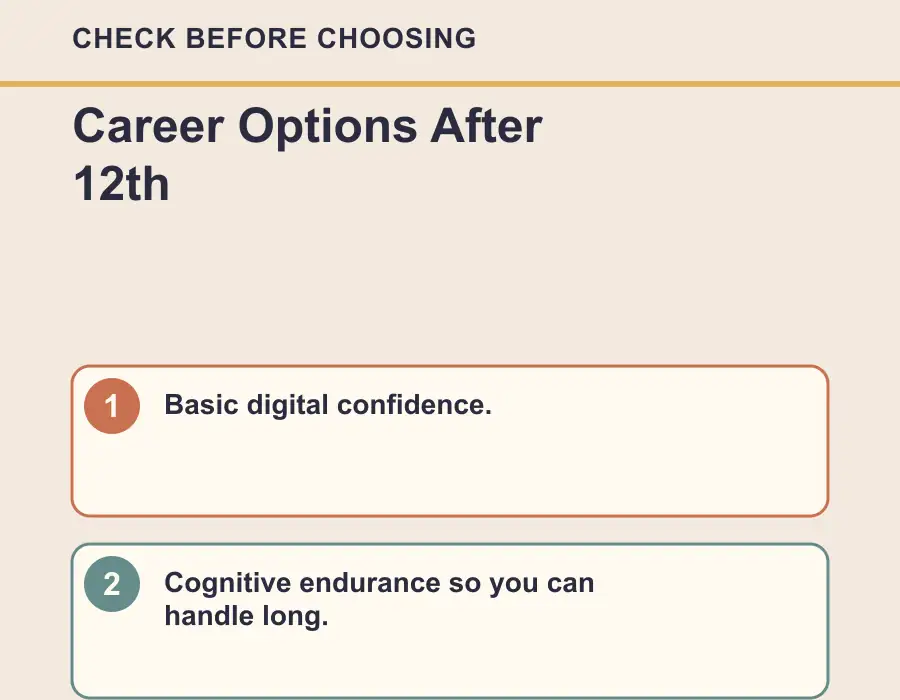 CHECK BEFORE CHOOSING
Career Options After
12th
1
Basic digital confidence.
2
Cognitive endurance so you can
handle long.